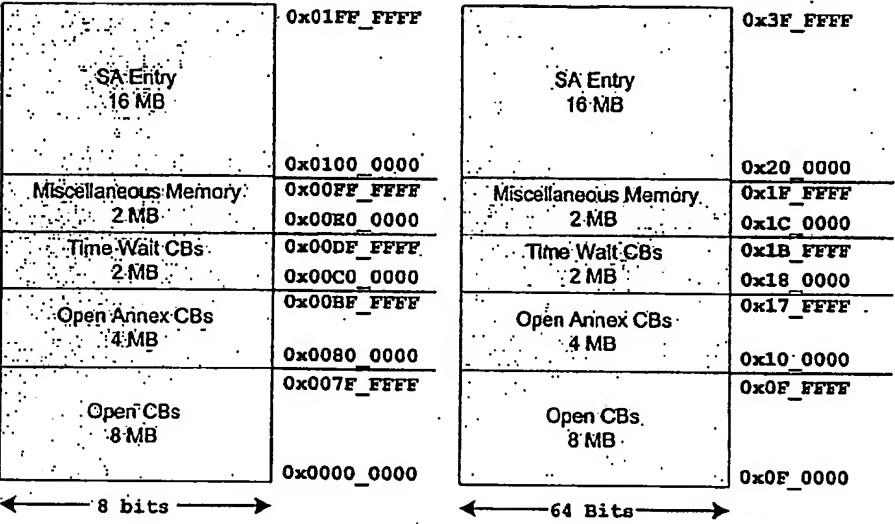 0x01FF_FFFF
SA Entry
16 MB
0x0100_0000
Miscellaneous Memory
2 MB
0x00FF_FFFF
0x00E0_0000
Time Wait CBs
2 MB
0x00DF_FFFF
0x00C0_0000
Open Annex CBs
4 MB
0x00BF_FFFF
0x0080_0000
Open CBs
8 MB
0x007F_FFFF
0x0000_0000
8 bits
0x3F_FFFF
SA Entry
16 MB
0x20_0000
Miscellaneous Memory
2 MB
0x1F_FFFF
0x1C_0000
Time Wait CBs
2 MB
0x1B_FFFF
0x18_0000
Open Annex CBs
4 MB
0x17_FFFF
0x10_0000
Open CBs
8 MB
0x0F_FFFF
0x0F_0000
64 Bits